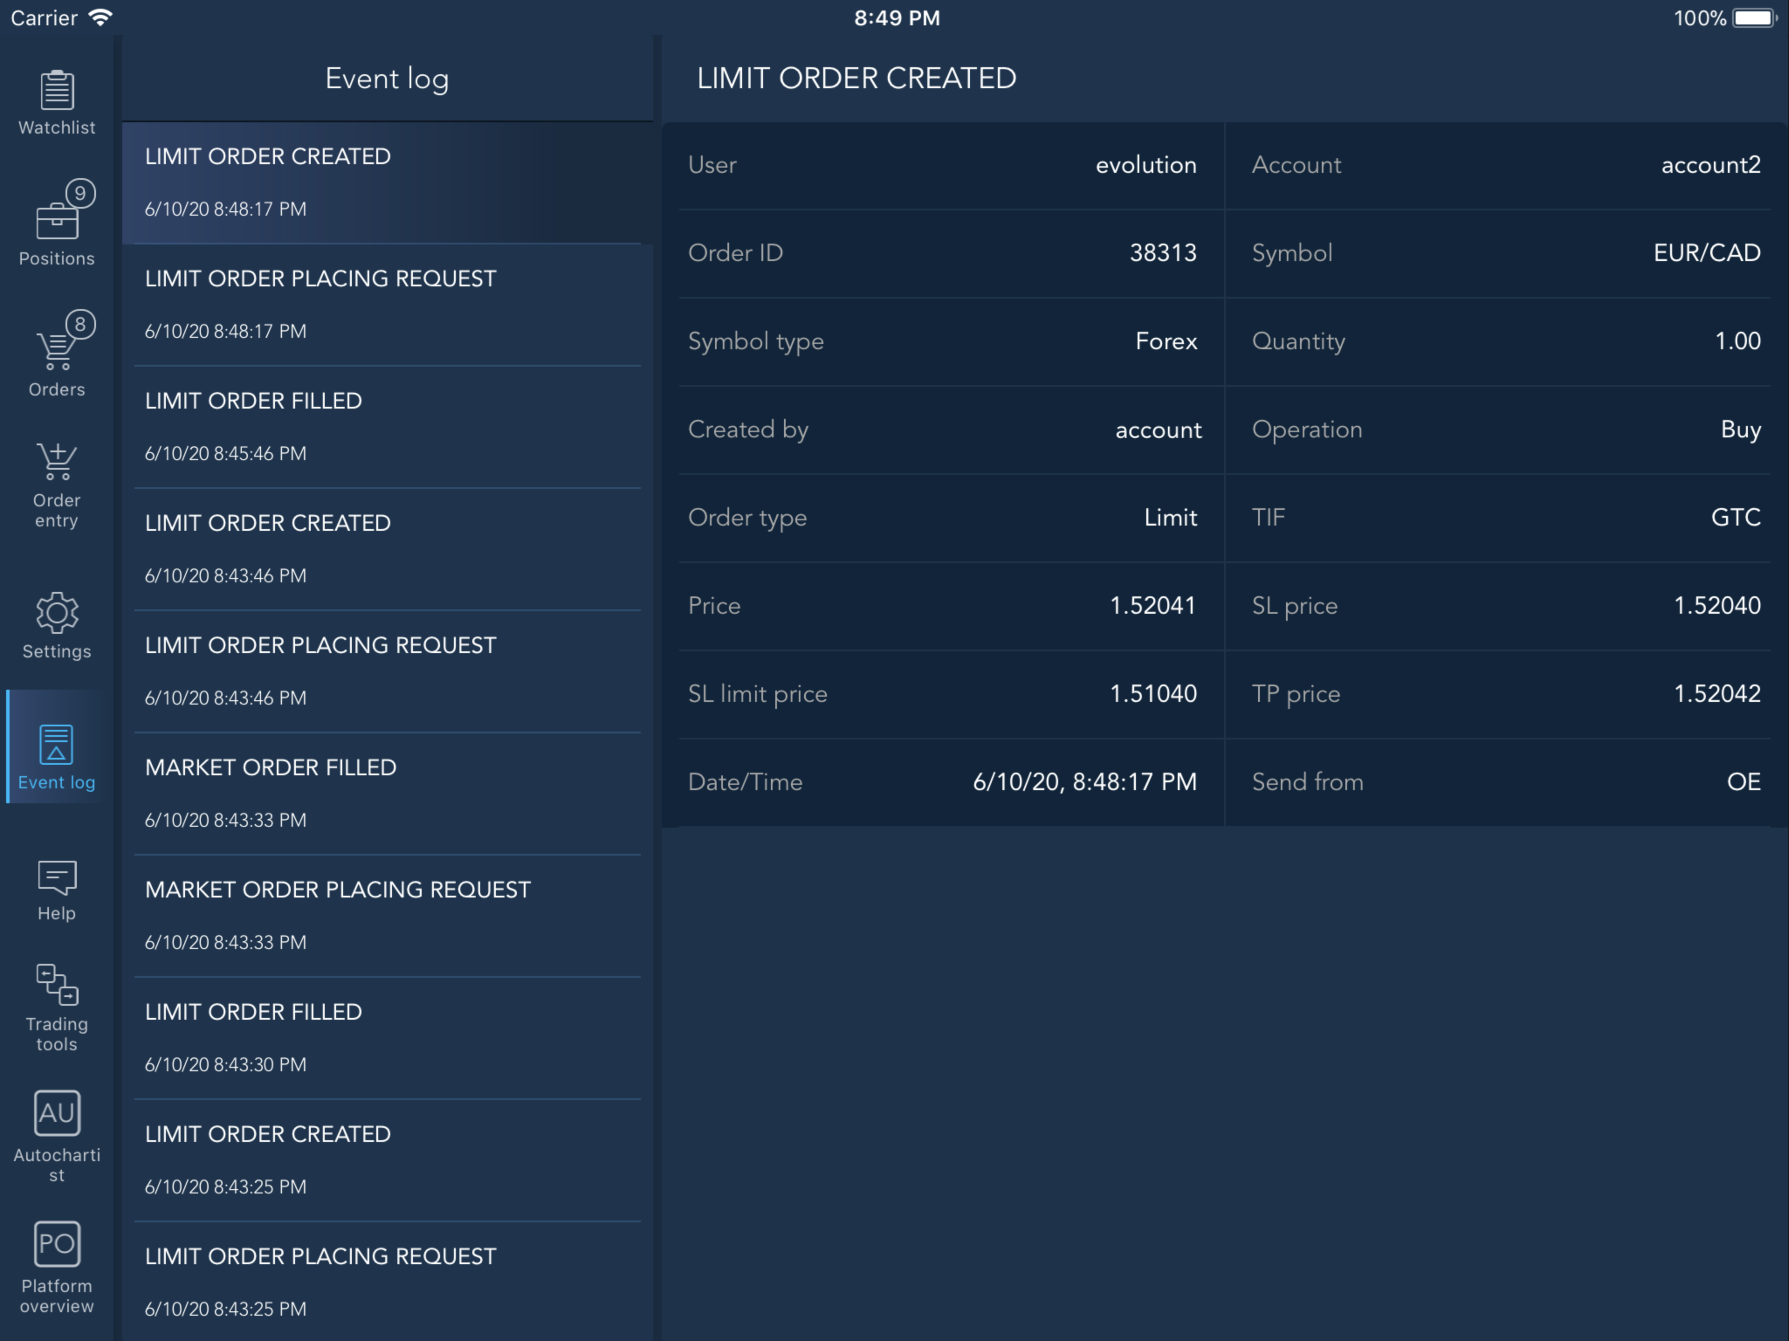 Carrier
8:49 PM
100%
Watchlist
9
Positions
8
Orders
Order
entry
Settings
Event log
Help
Trading
tools
AU
Autocharti
st
PO
Platform
overview
Event log
LIMIT ORDER CREATED
6/10/20 8:48:17 PM
LIMIT ORDER PLACING REQUEST
6/10/20 8:48:17 PM
LIMIT ORDER FILLED
6/10/20 8:45:46 PM
LIMIT ORDER CREATED
6/10/20 8:43:46 PM
LIMIT ORDER PLACING REQUEST
6/10/20 8:43:46 PM
MARKET ORDER FILLED
6/10/20 8:43:33 PM
MARKET ORDER PLACING REQUEST
6/10/20 8:43:33 PM
LIMIT ORDER FILLED
6/10/20 8:43:30 PM
LIMIT ORDER CREATED
6/10/20 8:43:25 PM
LIMIT ORDER PLACING REQUEST
6/10/20 8:43:25 PM
LIMIT ORDER CREATED
User evolution Account account2
Order ID 38313 Symbol EUR/CAD
Symbol type Forex Quantity 1.00
Created by account Operation Buy
Order type Limit TIF GTC
Price 1.52041 SL price 1.52040
SL limit price 1.51040 TP price 1.52042
Date/Time 6/10/20, 8:48:17 PM Send from OE